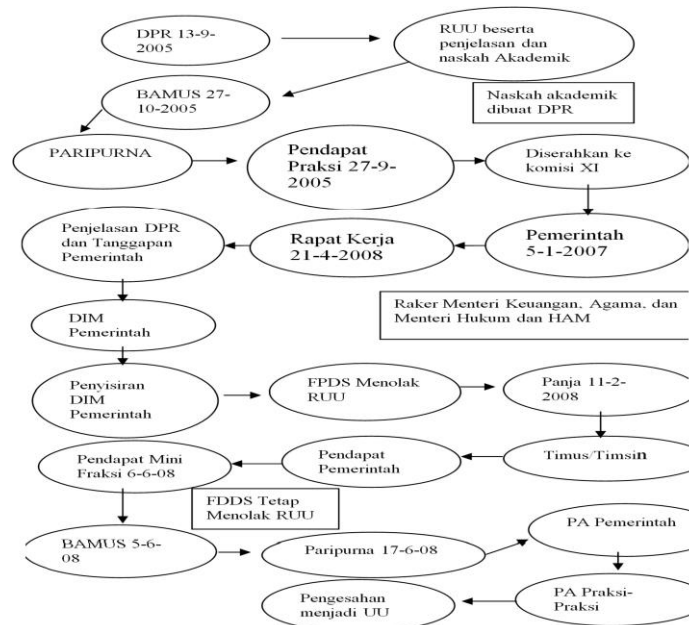 DPR 13-9-
2005
RUU beserta
penjelasan dan
naskah Akademik
BAMUS 27-
10-2005
Naskah akademik
dibuat DPR
PARIPURNA
Pendapat
Praksi 27-9-
2005
Diserahkan ke
komisi XI
Penjelasan DPR
dan Tanggapan
Pemerintah
Rapat Kerja
21-4-2008
Pemerintah
5-1-2007
Raker Menteri Keuangan, Agama, dan
Menteri Hukum dan HAM
DIM
Pemerintah
Penyisiran
DIM
Pemerintah
FPDS Menolak
RUU
Panja 11-2-
2008
Pendapat Mini
Fraksi 6-6-08
Pendapat
Pemerintah
Timus/Timsin
FDDS Tetap
Menolak RUU
BAMUS 5-6-
08
Paripurna 17-6-08
PA Pemerintah
Pengesahan
menjadi UU
PA Praksi-
Praksi